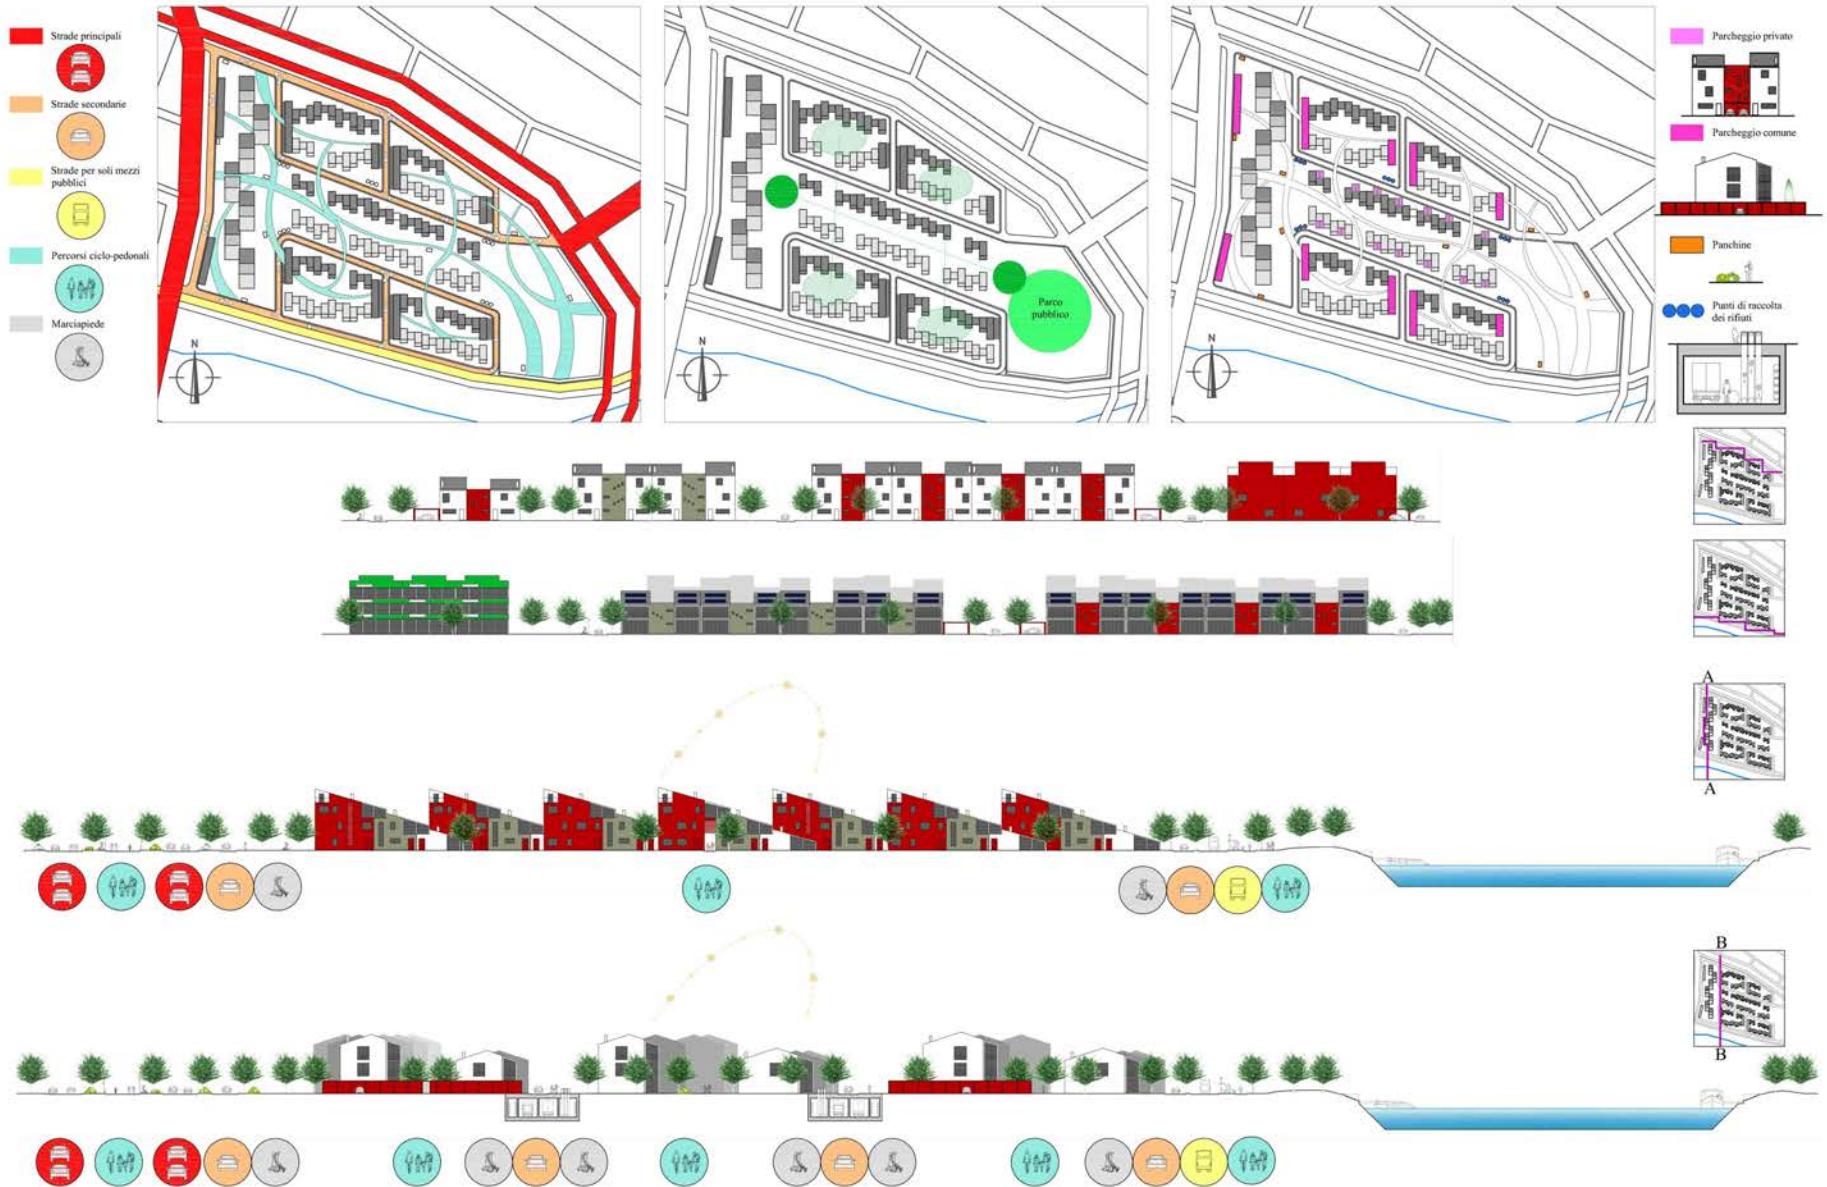 Strade principali
Strade secondarie
Strade per soli mezzi
pubblici
Percorsi ciclo-pedonali
Marciapiede
N
Parco
pubblico
N
N
Parcheggio privato
Parcheggio comune
Panchine
Punti di raccolta
dei rifiuti
A
A
B
B